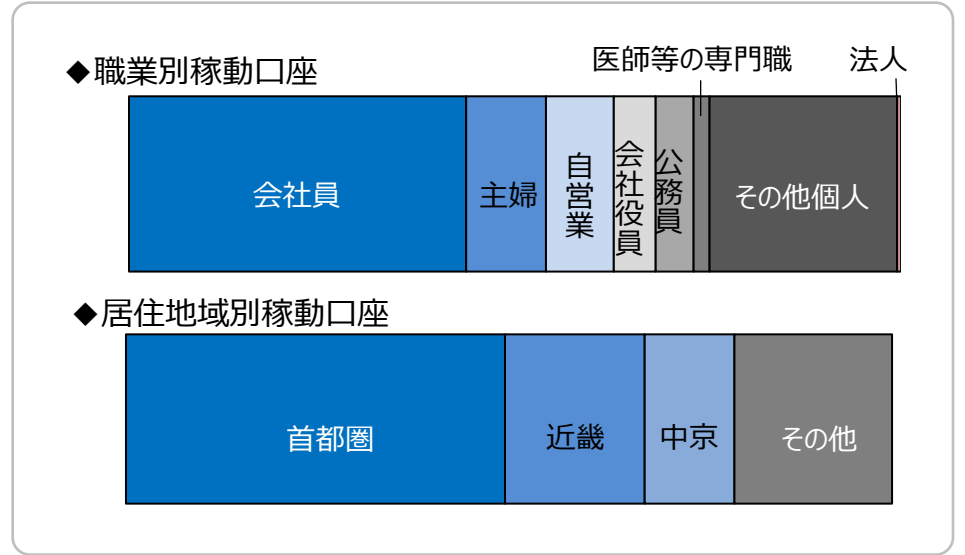 ◆職業別稼動口座
医師等の専門職
法人
会社員
主婦
自営業
会社役員
公務員
その他個人
◆居住地域別稼動口座
首都圏
近畿
中京
その他